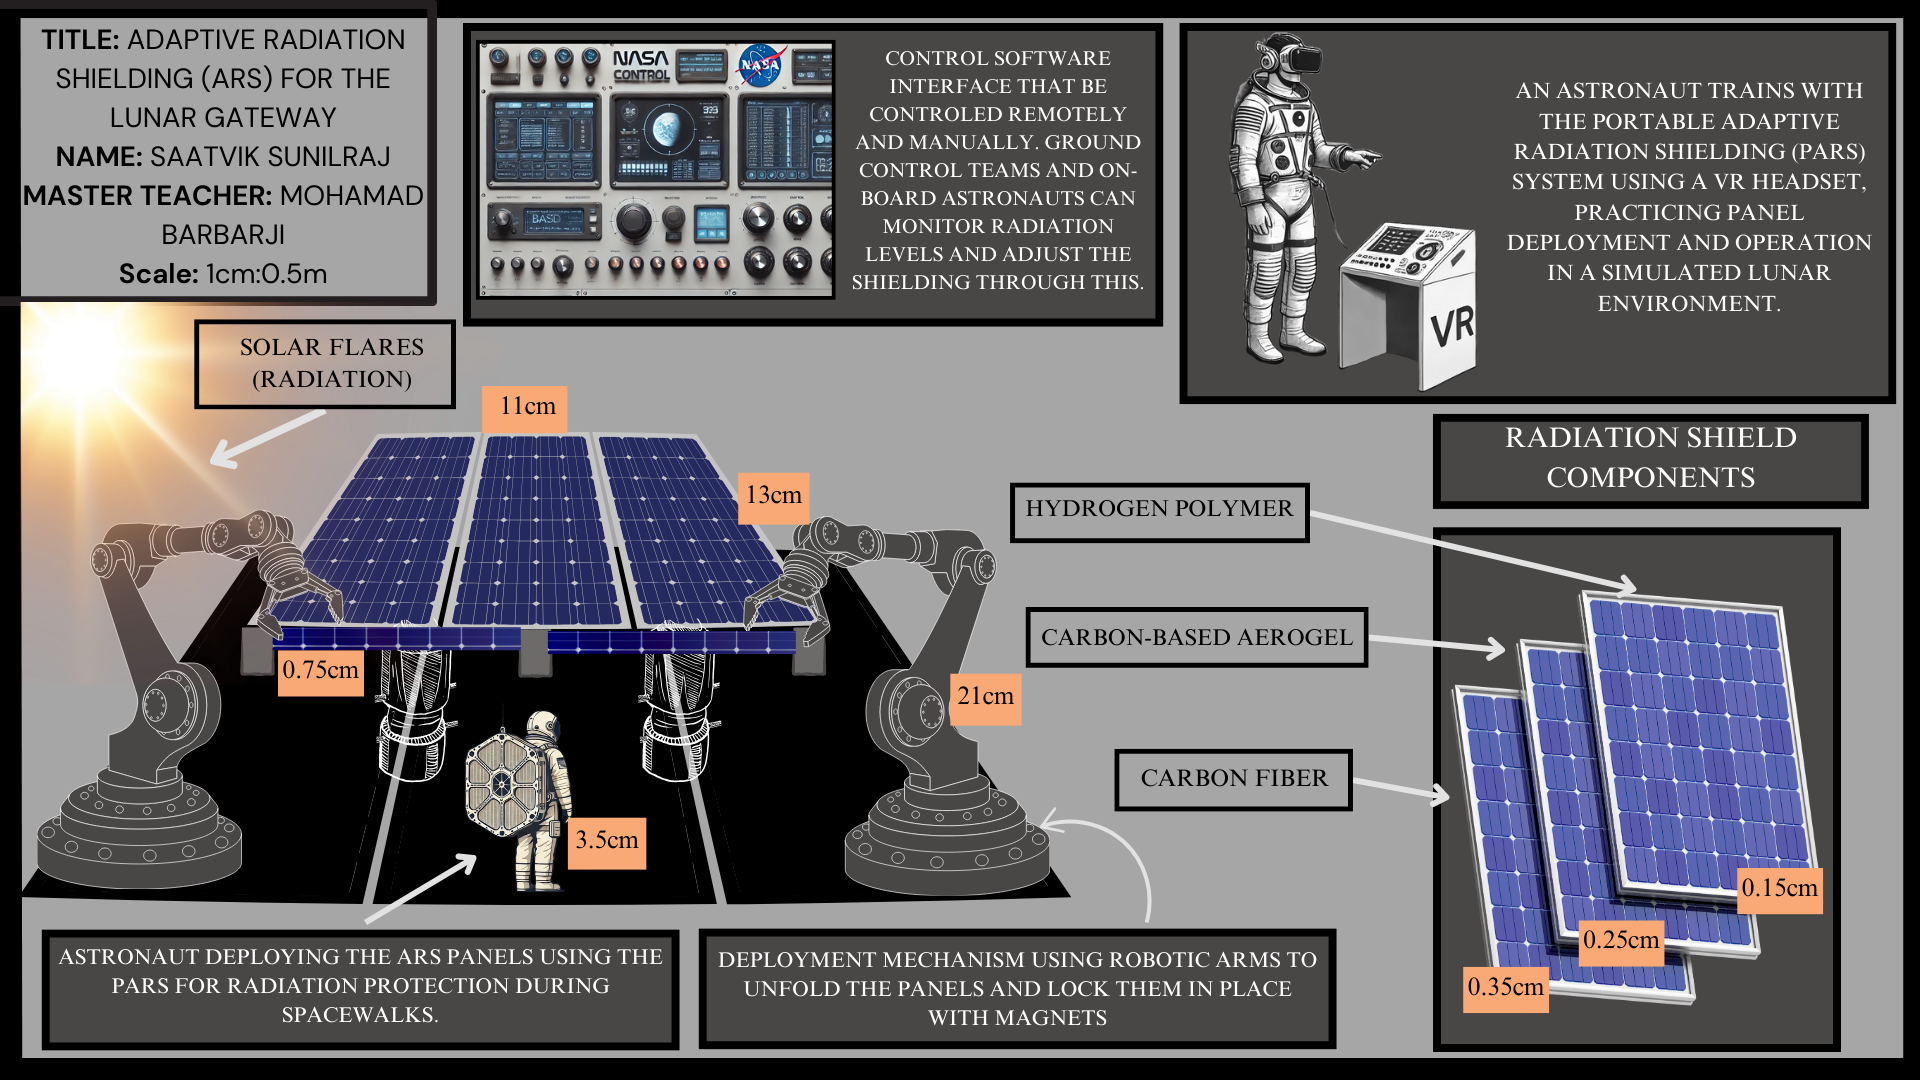 TITLE: ADAPTIVE RADIATION
SHIELDING (ARS) FOR THE
LUNAR GATEWAY
NAME: SAATVIK SUNILRAJ
MASTER TEACHER: MOHAMAD
BARBARJI
Scale: 1cm:0.5m
NASA
CONTROL
NASA
BASD
CONTROL SOFTWARE
INTERFACE THAT BE
CONTROLED REMOTELY
AND MANUALLY. GROUND
CONTROL TEAMS AND ON-
BOARD ASTRONAUTS CAN
MONITOR RADIATION
LEVELS AND ADJUST THE
SHIELDING THROUGH THIS.
VR
AN ASTRONAUT TRAINS WITH
THE PORTABLE ADAPTIVE
RADIATION SHIELDING (PARS)
SYSTEM USING A VR HEADSET,
PRACTICING PANEL
DEPLOYMENT AND OPERATION
IN A SIMULATED LUNAR
ENVIRONMENT.
SOLAR FLARES
(RADIATION)
11cm
13cm
0.75cm
21cm
3.5cm
RADIATION SHIELD
COMPONENTS
HYDROGEN POLYMER
CARBON-BASED AEROGEL
CARBON FIBER
0.15cm
0.25cm
0.35cm
ASTRONAUT DEPLOYING THE ARS PANELS USING THE
PARS FOR RADIATION PROTECTION DURING
SPACEWALKS.
DEPLOYMENT MECHANISM USING ROBOTIC ARMS TO
UNFOLD THE PANELS AND LOCK THEM IN PLACE
WITH MAGNETS